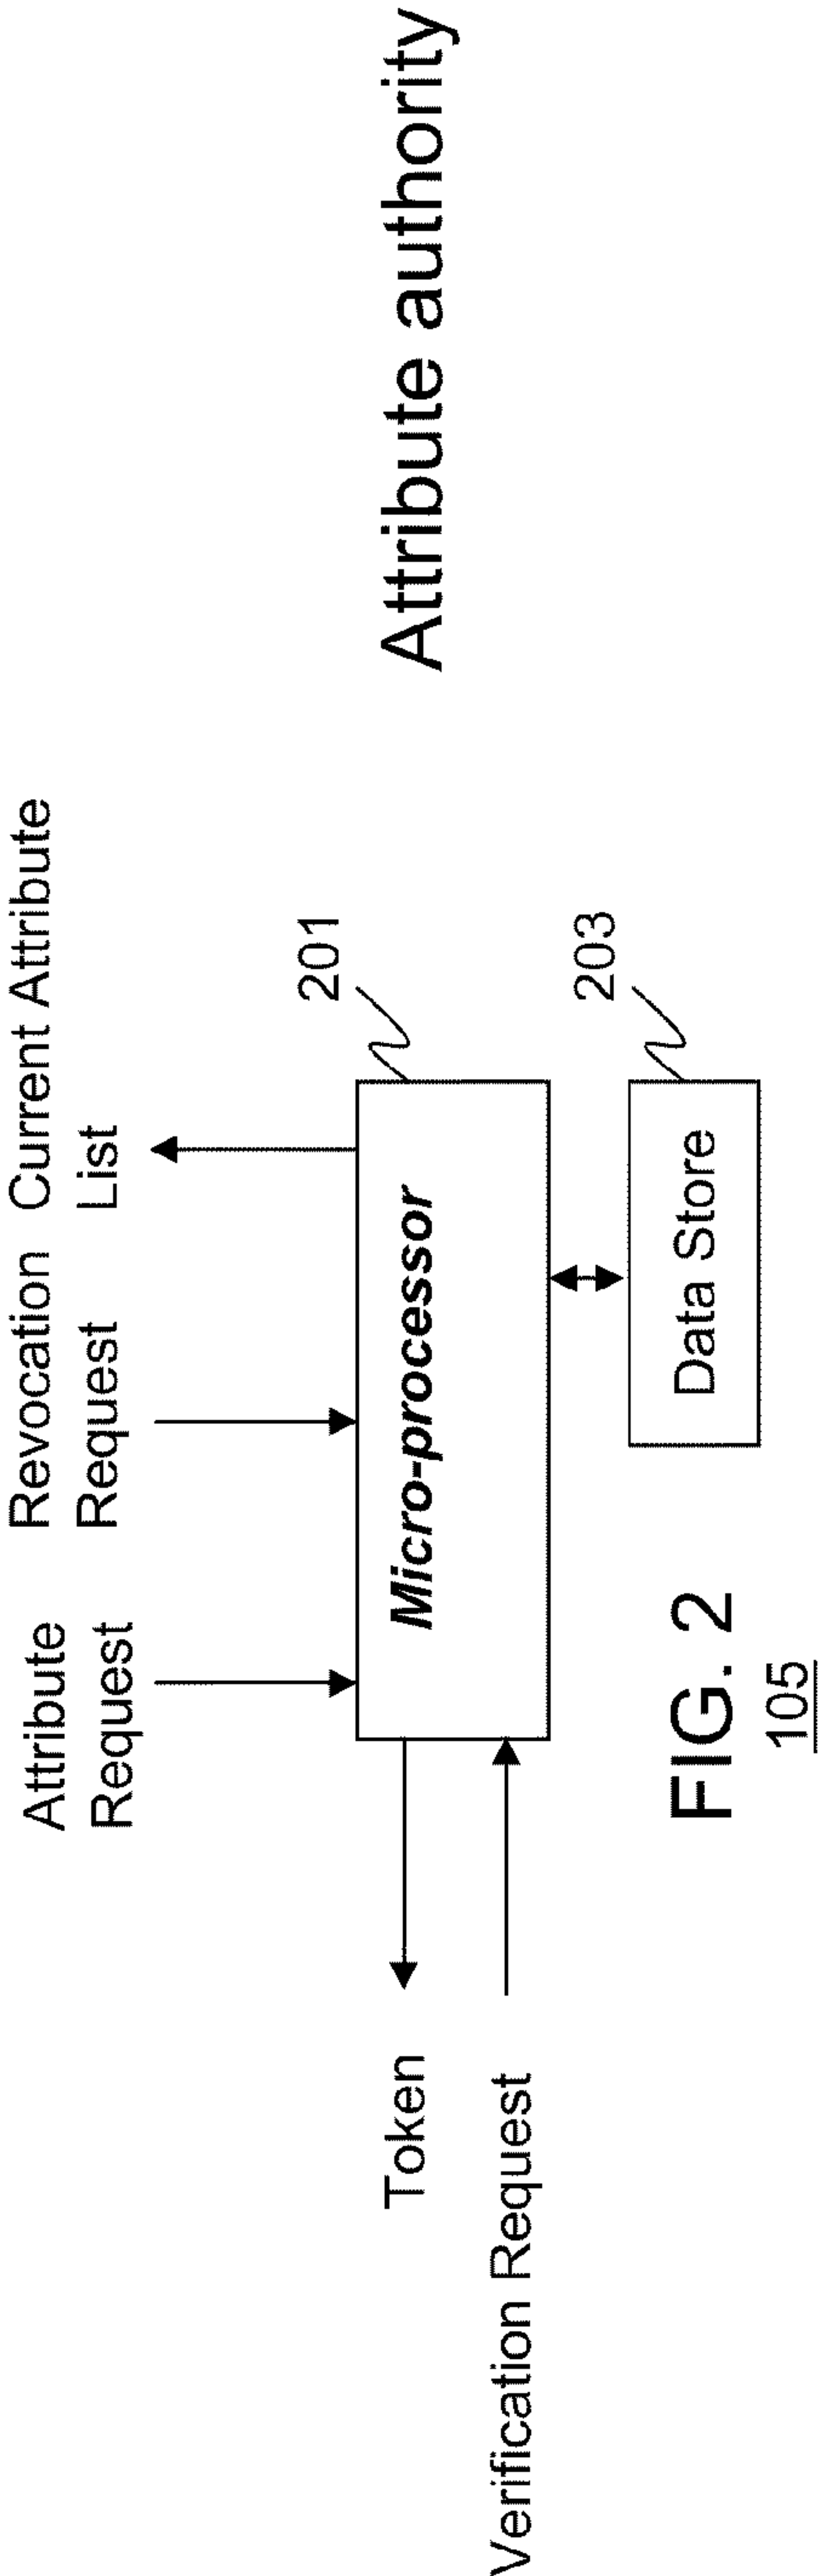 Attribute
Request
Revocation
Request
Current Attribute
List
201
Micro-processor
Token
Verification Request
203
Data Store
FIG. 2
105
Attribute authority